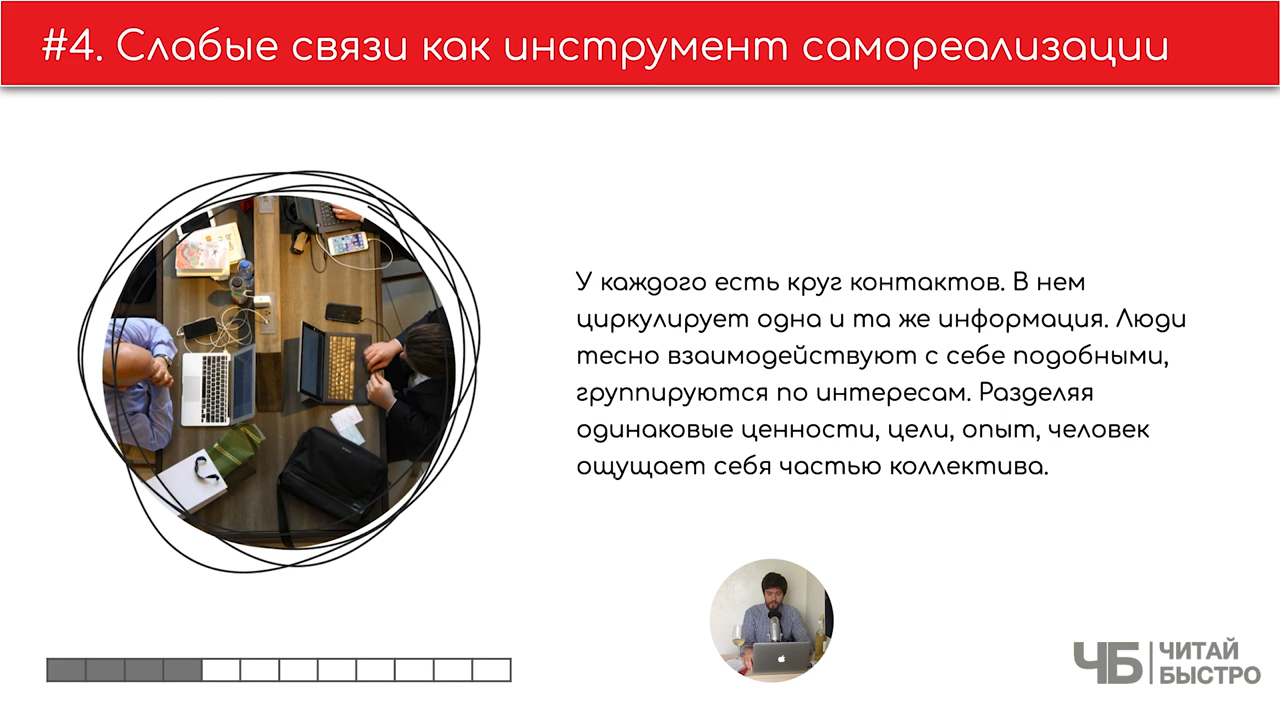 #4. Слабые связи как инструмент самореализации
У каждого есть круг контактов. В нем
циркулирует одна и та же информация. Люди
тесно взаимодействуют с себе подобными,
группируются по интересам. Разделяя
одинаковые ценности, цели, опыт, человек
ощущает себя частью коллектива.
ЧБ ЧИТАЙ
БЫСТРО